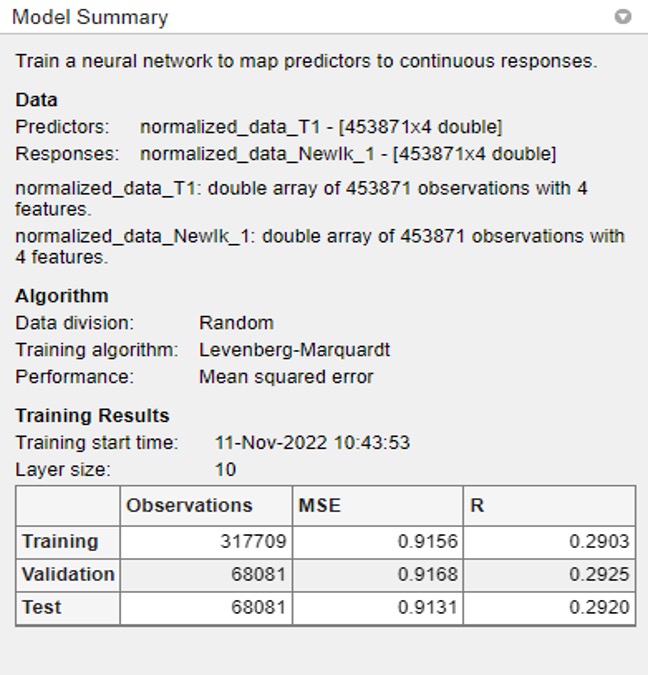 Model Summary
Train a neural network to map predictors to continuous responses.
Data
Predictors: normalized_data_T1 - [453871x4 double]
Responses: normalized_data_Newlk_1 - [453871x4 double]
normalized_data_T1: double array of 453871 observations with 4
features.
normalized_data_Newlk_1: double array of 453871 observations with
4 features.
Algorithm
Data division: Random
Training algorithm: Levenberg-Marquardt
Performance: Mean squared error
Training Results
Training start time: 11-Nov-2022 10:43:53
Layer size: 10
Observations MSE R
Training 317709 0.9156 0.2903
Validation 68081 0.9168 0.2925
Test 68081 0.9131 0.2920